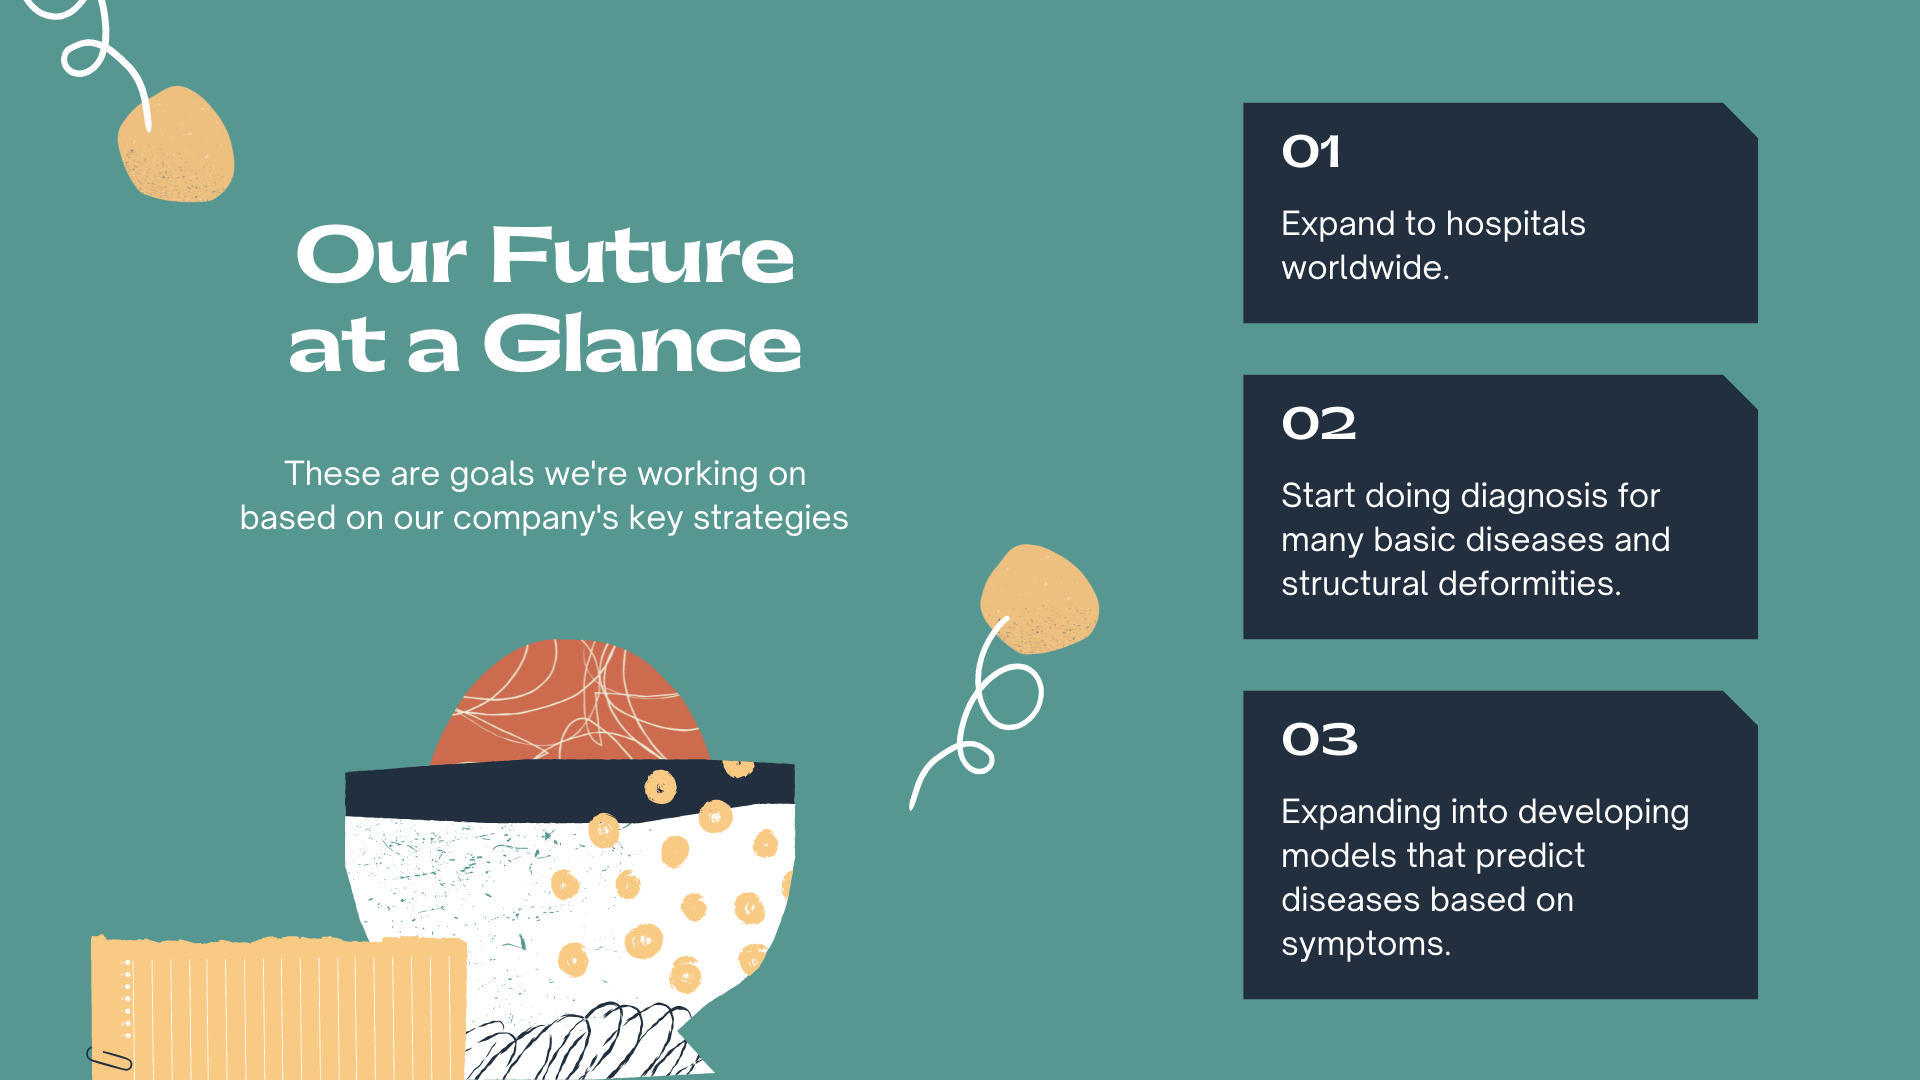 Our Future
at a Glance
These are goals we're working on
based on our company's key strategies
01
Expand to hospitals
worldwide.
02
Start doing diagnosis for
many basic diseases and
structural deformities.
03
Expanding into developing
models that predict
diseases based on
symptoms.